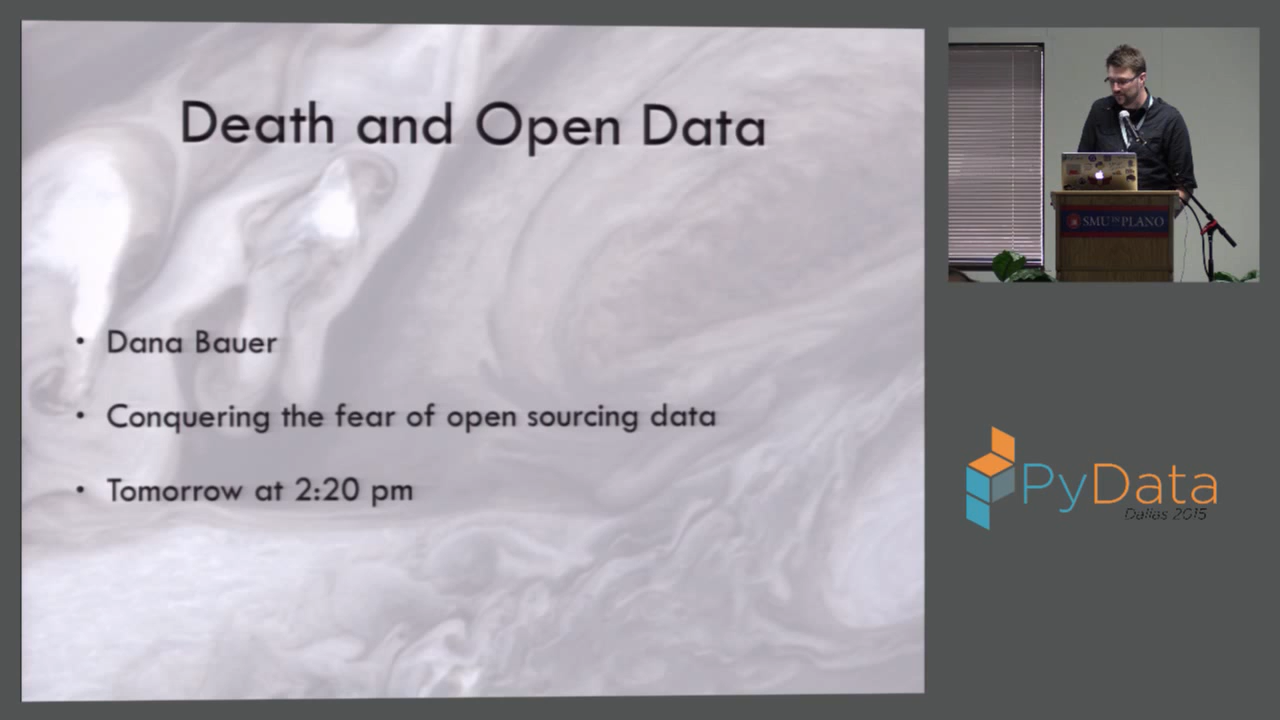 Death and Open Data
• Dana Bauer
• Conquering the fear of open sourcing data
• Tomorrow at 2:20 pm
SMU IN PLANO
PyData
Dallas 2015